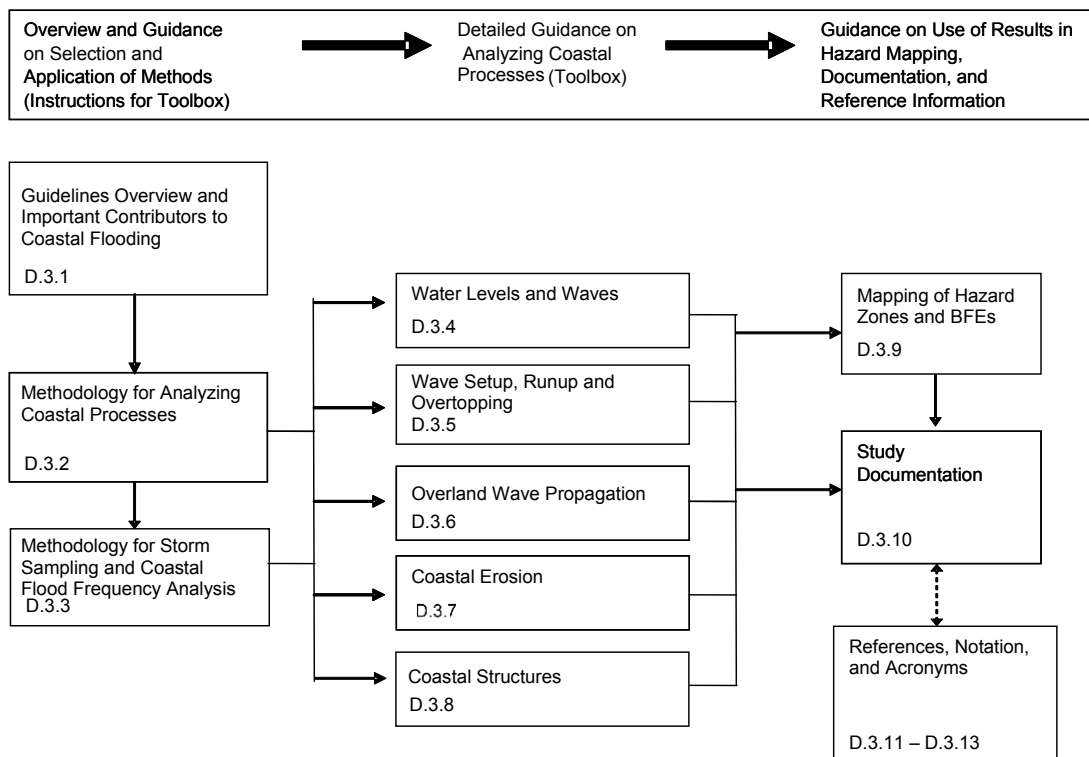 Overview and Guidance
on Selection and
Application of Methods
(Instructions for Toolbox)
Detailed Guidance on
Analyzing Coastal
Processes (Toolbox)
Guidance on Use of Results in
Hazard Mapping,
Documentation, and
Reference Information
Guidelines Overview and
Important Contributors to
Coastal Flooding
D.3.1
Methodology for Analyzing
Coastal Processes
D.3.2
Methodology for Storm
Sampling and Coastal
Flood Frequency Analysis
D.3.3
Water Levels and Waves
D.3.4
Wave Setup, Runup and
Overtopping
D.3.5
Overland Wave Propagation
D.3.6
Coastal Erosion
D.3.7
Coastal Structures
D.3.8
Mapping of Hazard
Zones and BFEs
D.3.9
Study
Documentation
D.3.10
References, Notation,
and Acronyms
D.3.11 – D.3.13